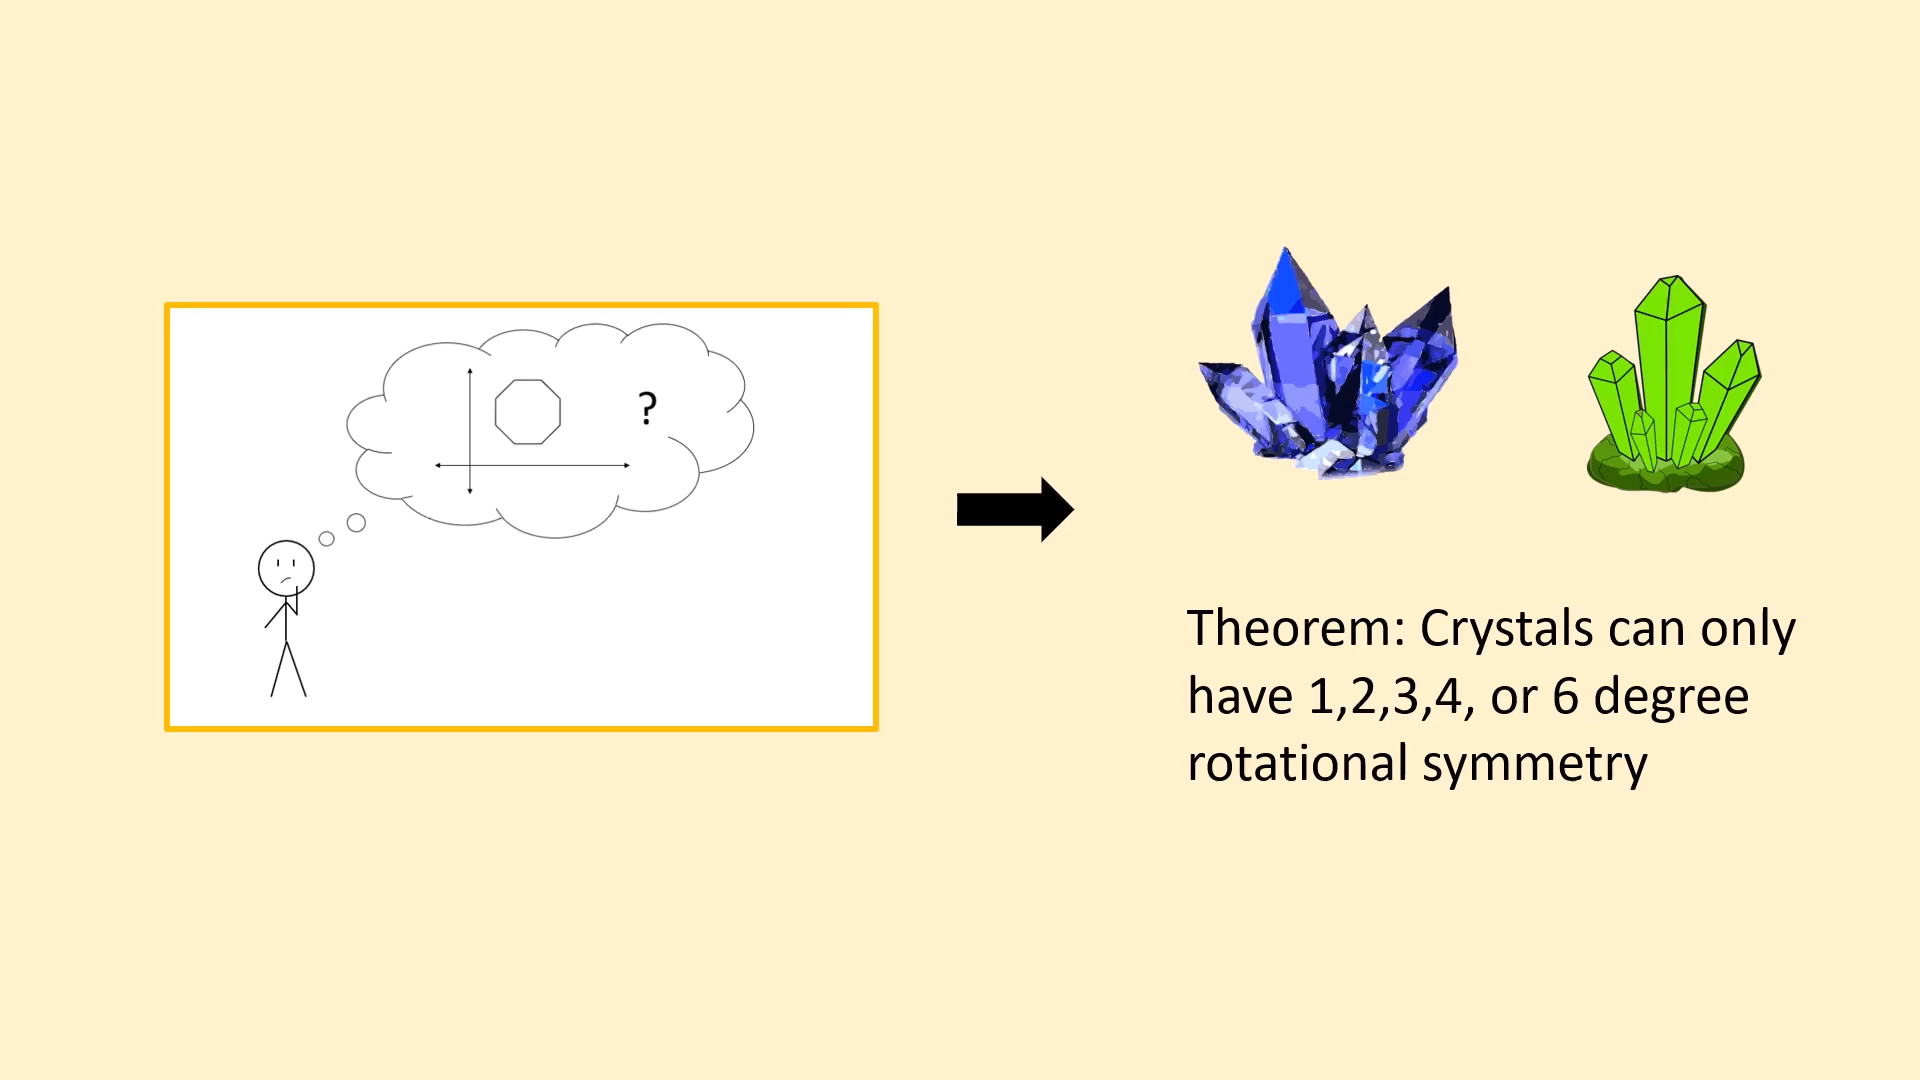 ?
Theorem: Crystals can only
have 1,2,3,4, or 6 degree
rotational symmetry